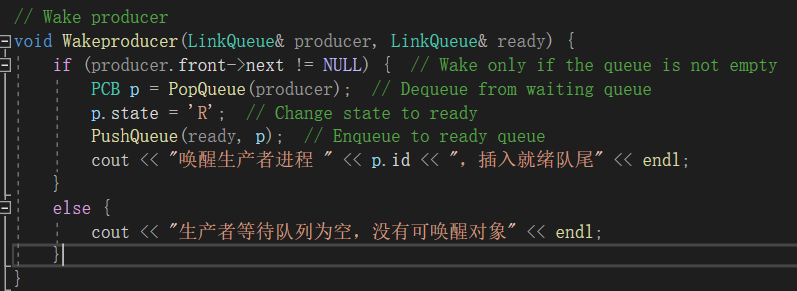 // Wake producer
void Wakeproducer(LinkQueue& producer, LinkQueue& ready) {
if (producer.front->next != NULL) {  // Wake only if the queue is not empty
PCB p = PopQueue(producer);  // Dequeue from waiting queue
p.state = 'R';  // Change state to ready
PushQueue(ready, p);  // Enqueue to ready queue
cout << "唤醒生产者进程 " << p.id << "，插入就绪队尾" << endl;
}
else {
cout << "生产者等待队列为空，没有可唤醒对象" << endl;
}
}